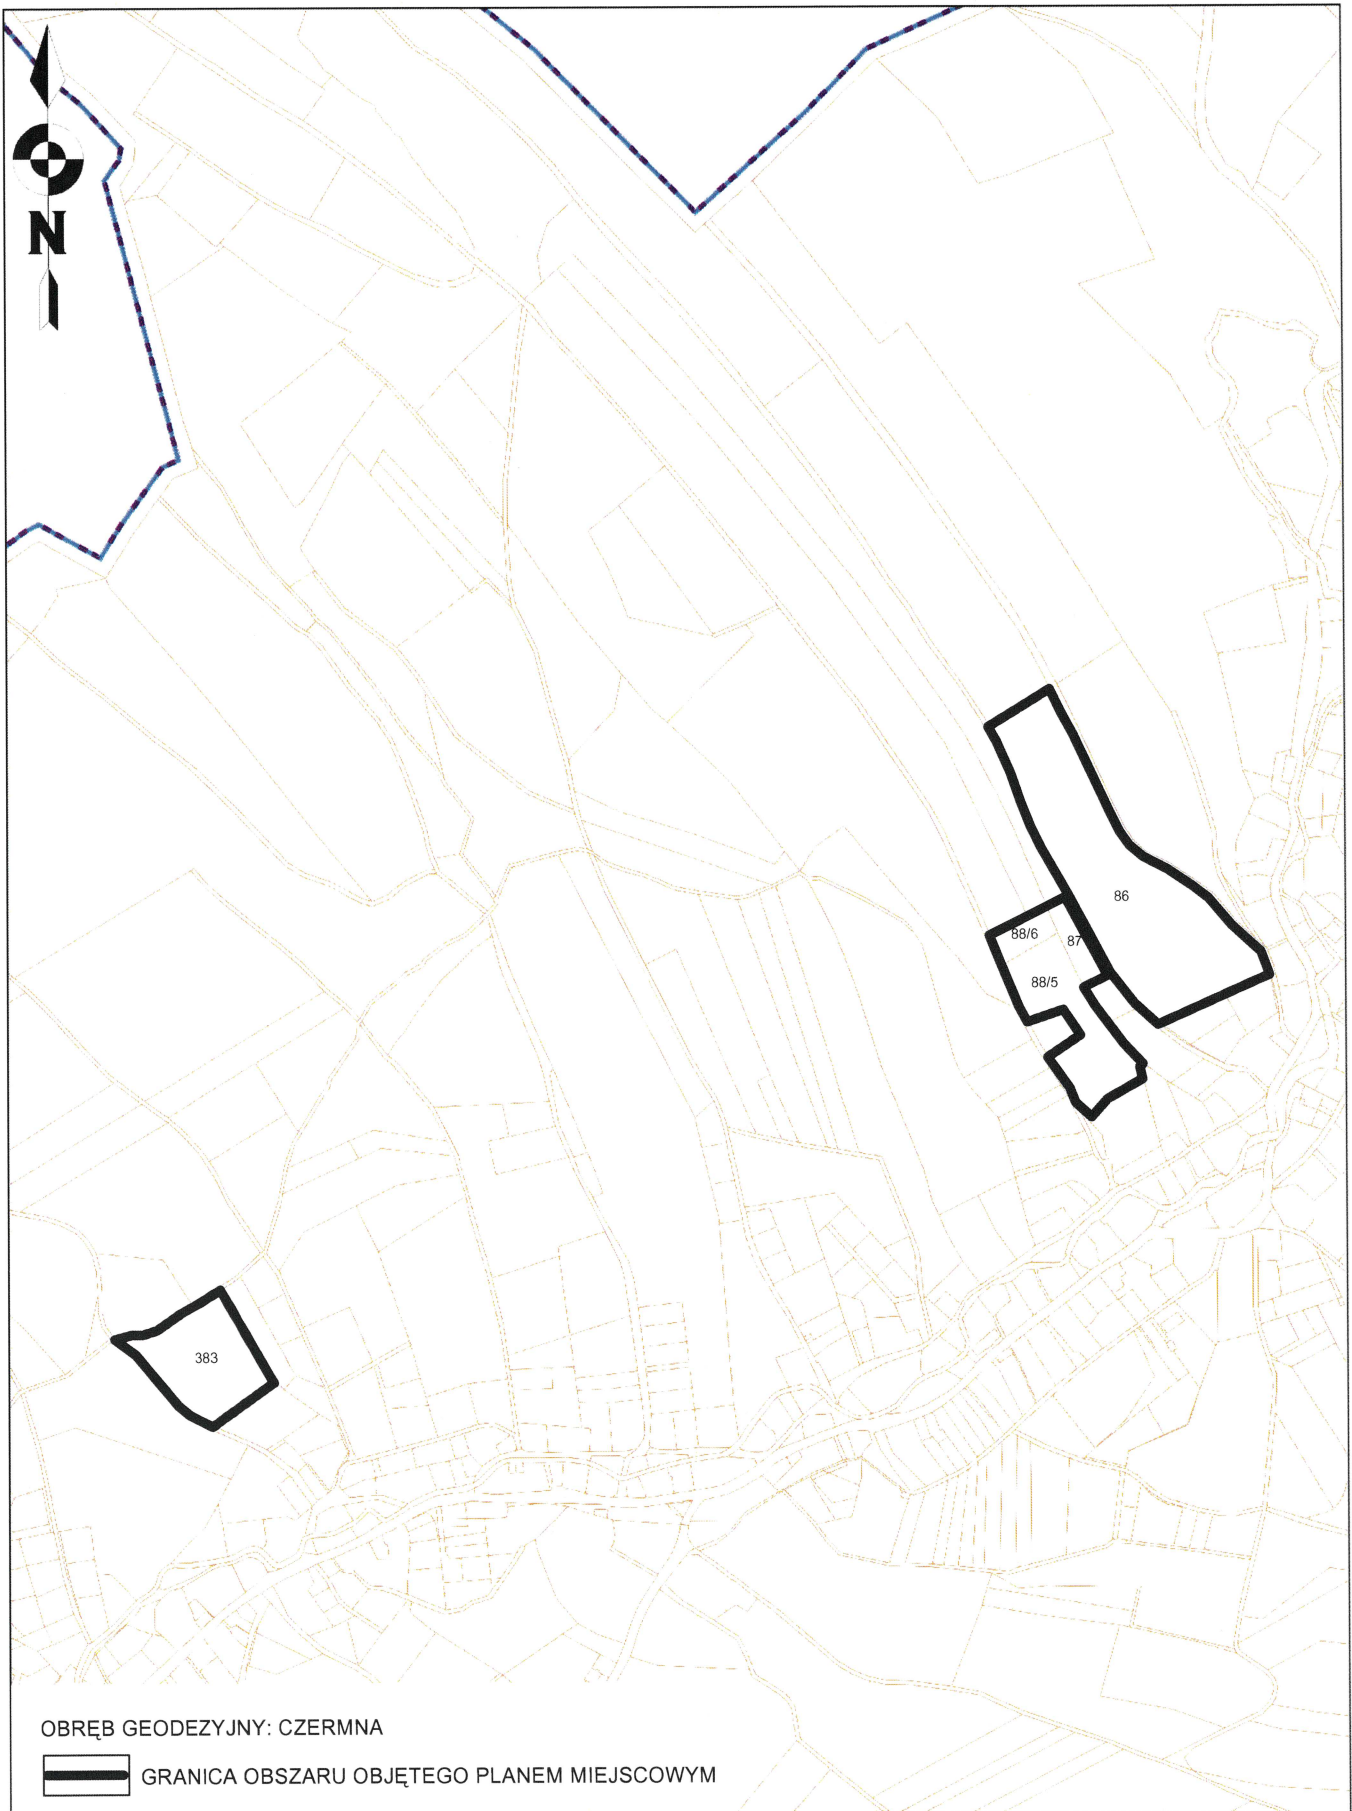 N
86
88/6
87
88/5
383
OBRĘB GEODEZYJNY: CZERMNA
GRANICA OBSZARU OBJĘTEGO PLANEM MIEJSCOWYM